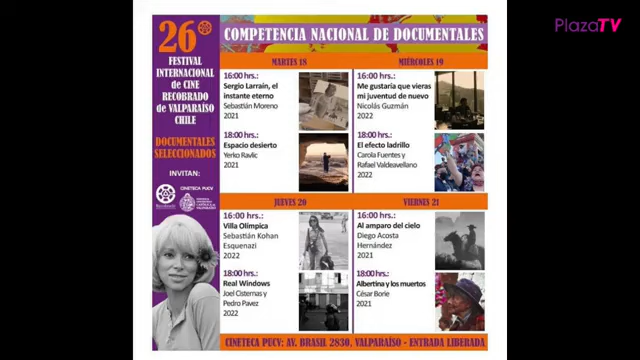 PlazaTV
26°
FESTIVAL
INTERNACIONAL
de CINE
RECOBRADO
de VALPARAÍSO
CHILE
DOCUMENTALES
SELECCIONADOS
INVITAN:
CINETECA PUCV
COMPETENCIA NACIONAL DE DOCUMENTALES
MARTES 18
16:00 hrs.:
Sergio Larraín, el
instante eterno
Sebastián Moreno
2021
18:00 hrs.:
Espacio desierto
Yerko Ravlic
2021
MIÉRCOLES 19
16:00 hrs.:
Me gustaría que vieras
mi juventud de nuevo
Nicolás Guzmán
2022
18:00 hrs.:
El efecto ladrillo
Carola Fuentes y
Rafael Valdeavellano
2022
JUEVES 20
16:00 hrs.:
Villa Olímpica
Sebastián Kohan
Esquenazi
2022
18:00 hrs.:
Real Windows
Joel Cisternas y
Pedro Pavez
2022
VIERNES 21
16:00 hrs.:
Al amparo del cielo
Diego Acosta
Hernández
2021
18:00 hrs.:
Albertina y los muertos
César Borie
2021
CINETECA PUCV: AV. BRASIL 2830, VALPARAÍSO - ENTRADA LIBERADA